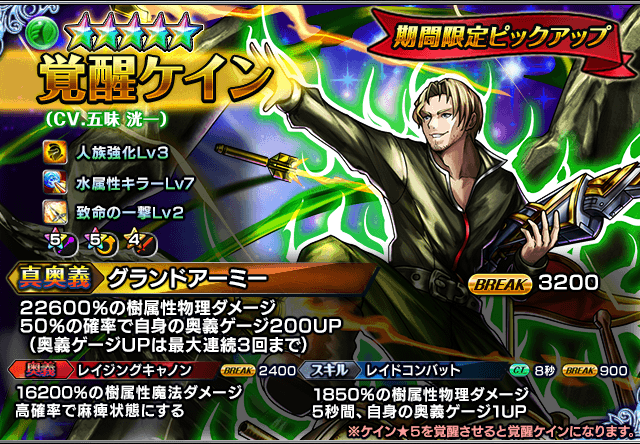 期間限定ピックアップ
覚醒ケイン
(CV.五味 洸一)
人族強化Lv3
水属性キラーLv7
致命の一撃Lv2
5 5 4
真奥義 グランドアーミー BREAK 3200
22600%の樹属性物理ダメージ
50%の確率で自身の奥義ゲージ200UP
(奥義ゲージUPは最大連続3回まで)
奥義 レイジングキャノン BREAK 2400
16200%の樹属性魔法ダメージ
高確率で麻痺状態にする
スキル レイドコンバット CT 8秒 BREAK 900
1850%の樹属性物理ダメージ
5秒間、自身の奥義ゲージ1UP
※ケイン★5を覚醒させると覚醒ケインになります。